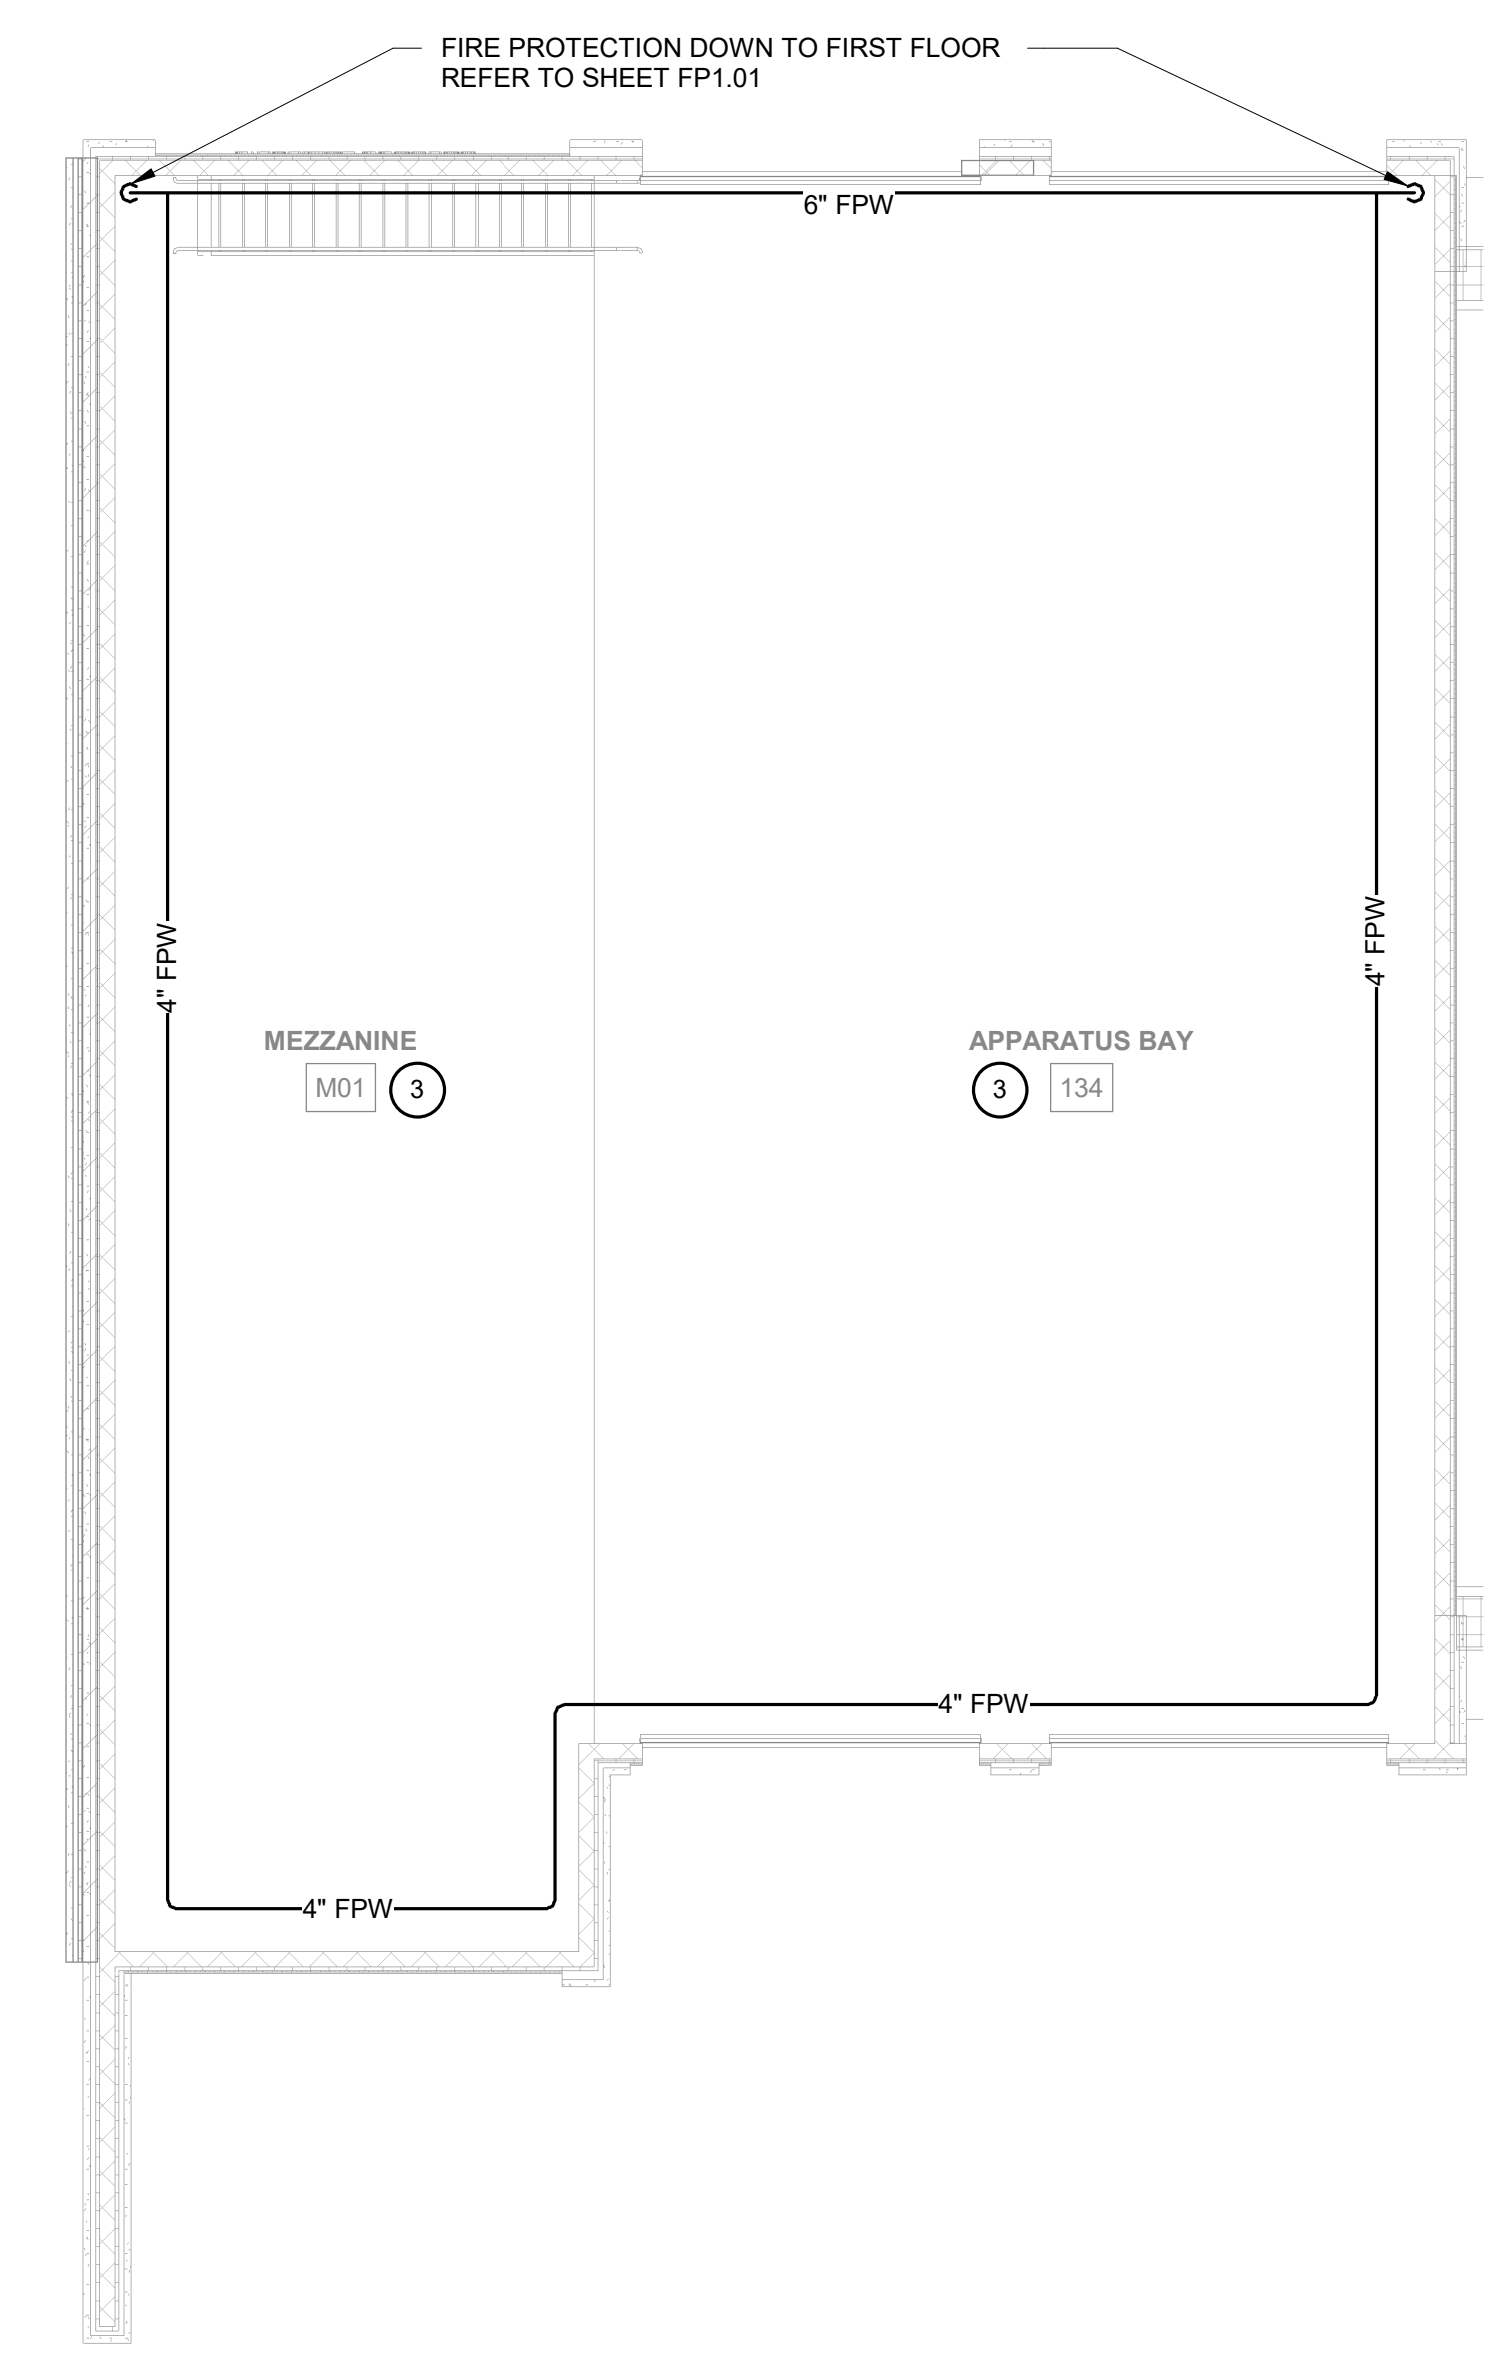 FIRE PROTECTION DOWN TO FIRST FLOOR
REFER TO SHEET FP1.01
6" FPW
4" FPW
4" FPW
MEZZANINE
M01
3
APPARATUS BAY
3
134
4" FPW
4" FPW